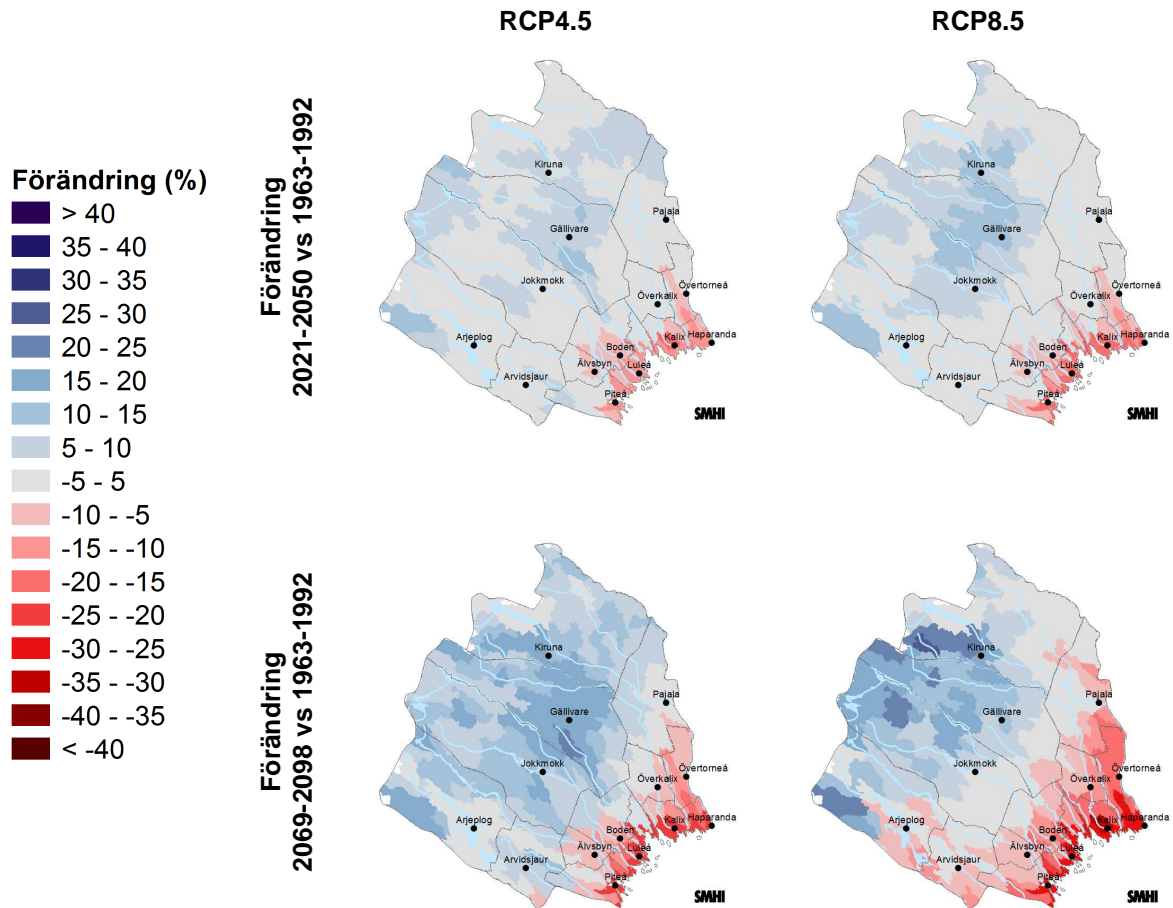 RCP4.5
RCP8.5
Förändring (%)
> 40
35 - 40
30 - 35
25 - 30
20 - 25
15 - 20
10 - 15
5 - 10
-5 - 5
-10 - -5
-15 - -10
-20 - -15
-25 - -20
-30 - -25
-35 - -30
-40 - -35
< -40
Förändring
2021-2050 vs 1963-1992
Kiruna
Pajala
Gällivare
Jokkmokk
Övertorneå
Överkalix
Arjeplog
Boden
Kalix
Haparanda
Älvsbyn
Luleå
Arvidsjaur
Piteå
SMHI
Kiruna
Pajala
Gällivare
Jokkmokk
Övertorneå
Överkalix
Arjeplog
Boden
Kalix
Haparanda
Älvsbyn
Luleå
Arvidsjaur
Piteå
SMHI
Förändring
2069-2098 vs 1963-1992
Kiruna
Pajala
Gällivare
Jokkmokk
Övertorneå
Överkalix
Arjeplog
Boden
Kalix
Haparanda
Älvsbyn
Luleå
Arvidsjaur
Piteå
SMHI
Kiruna
Pajala
Gällivare
Jokkmokk
Övertorneå
Överkalix
Arjeplog
Boden
Kalix
Haparanda
Älvsbyn
Luleå
Arvidsjaur
Piteå
SMHI